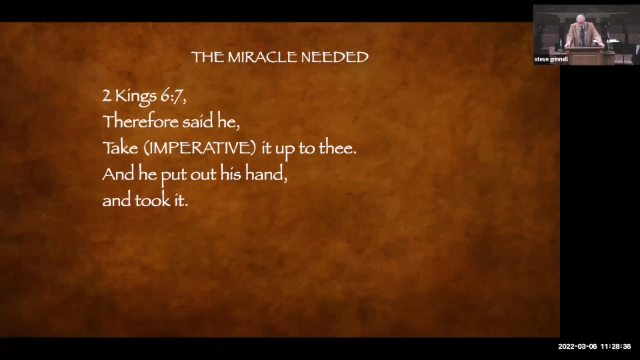 THE MIRACLE NEEDED
2 Kings 6:7,
Therefore said he,
Take (IMPERATIVE) it up to thee.
And he put out his hand,
and took it.
steve grinnell
2022-03-06 11:28:36